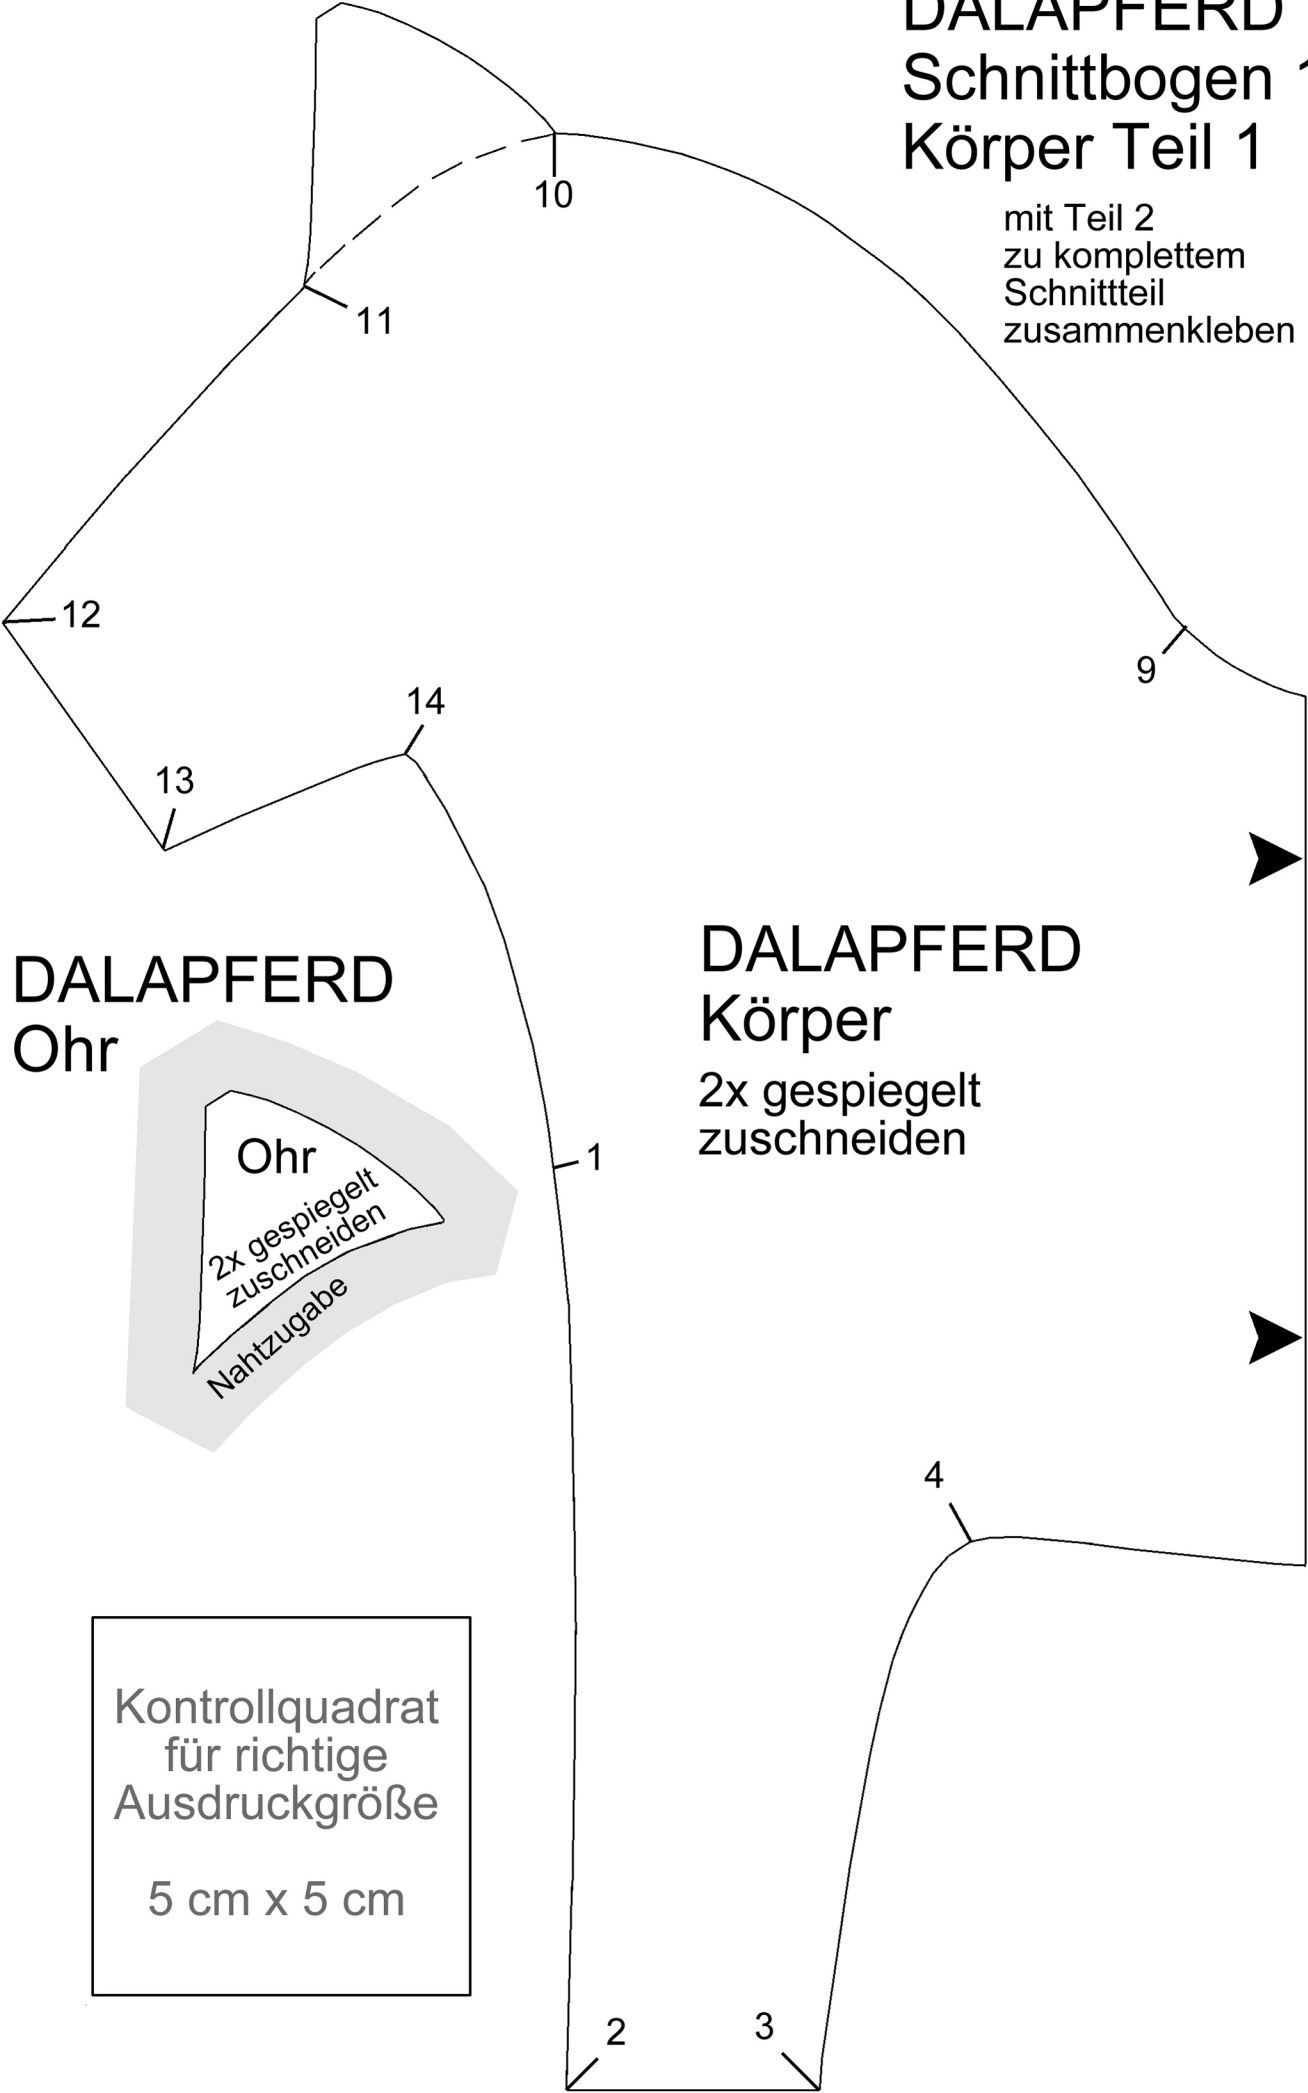 DALAPFERD
Schnittbogen 1
Körper Teil 1
mit Teil 2
zu komplettem
Schnittteil
zusammenkleben
10
11
12
9
14
13
DALAPFERD
Ohr
DALAPFERD
Körper
2x gespiegelt
zuschneiden
Ohr
2x gespiegelt
zuschneiden
Nahtzugabe
1
4
Kontrollquadrat
für richtige
Ausdruckgröße
5 cm x 5 cm
2
3